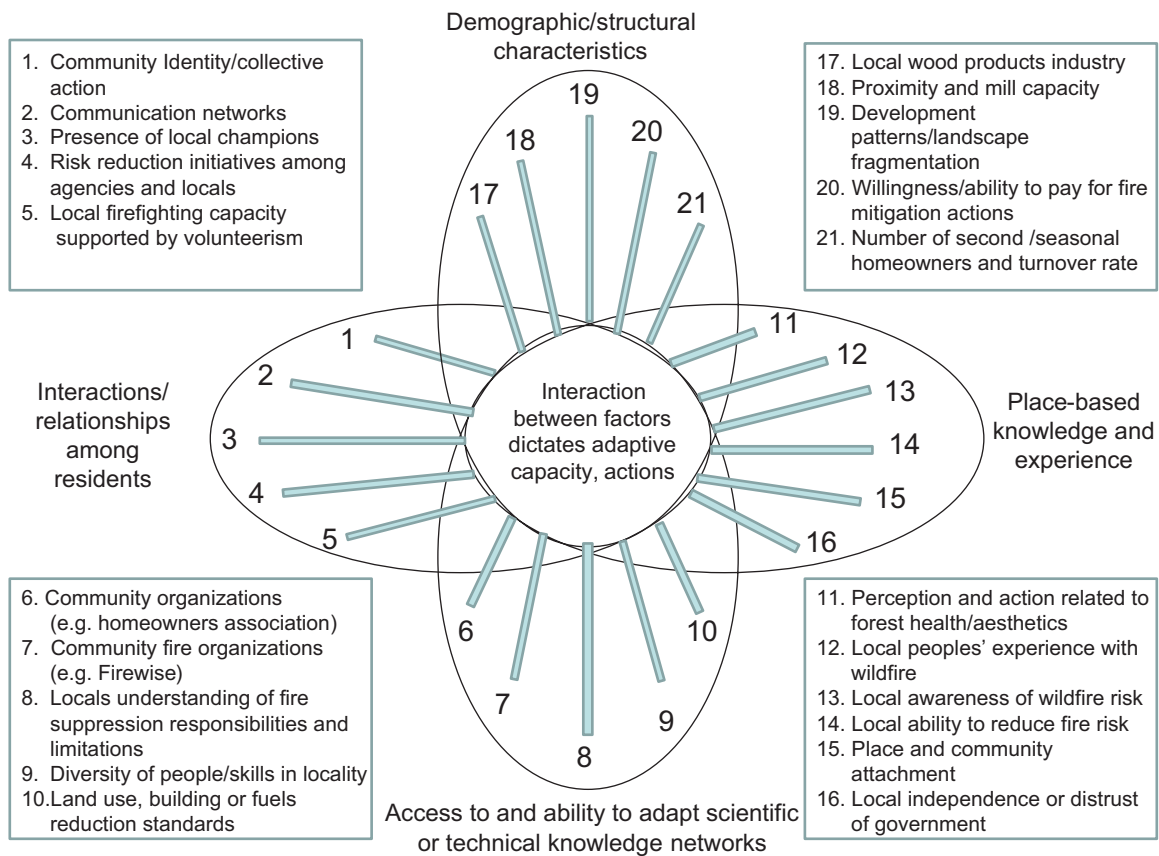 Demographic/structural
characteristics
1. Community Identity/collective
action
2. Communication networks
3. Presence of local champions
4. Risk reduction initiatives among
agencies and locals
5. Local firefighting capacity
supported by volunteerism
17. Local wood products industry
18. Proximity and mill capacity
19. Development
patterns/landscape
fragmentation
20. Willingness/ability to pay for fire
mitigation actions
21. Number of second /seasonal
homeowners and turnover rate
19
18
20
17
21
1
2
3
4
5
11
12
13
14
15
16
Interactions/
relationships
among
residents
Interaction
between factors
dictates adaptive
capacity, actions
Place-based
knowledge and
experience
6
7
8
9
10
6. Community organizations
(e.g. homeowners association)
7. Community fire organizations
(e.g. Firewise)
8. Locals understanding of fire
suppression responsibilities and
limitations
9. Diversity of people/skills in locality
10.Land use, building or fuels
reduction standards
11. Perception and action related to
forest health/aesthetics
12. Local peoples' experience with
wildfire
13. Local awareness of wildfire risk
14. Local ability to reduce fire risk
15. Place and community
attachment
16. Local independence or distrust
of government
Access to and ability to adapt scientific
or technical knowledge networks